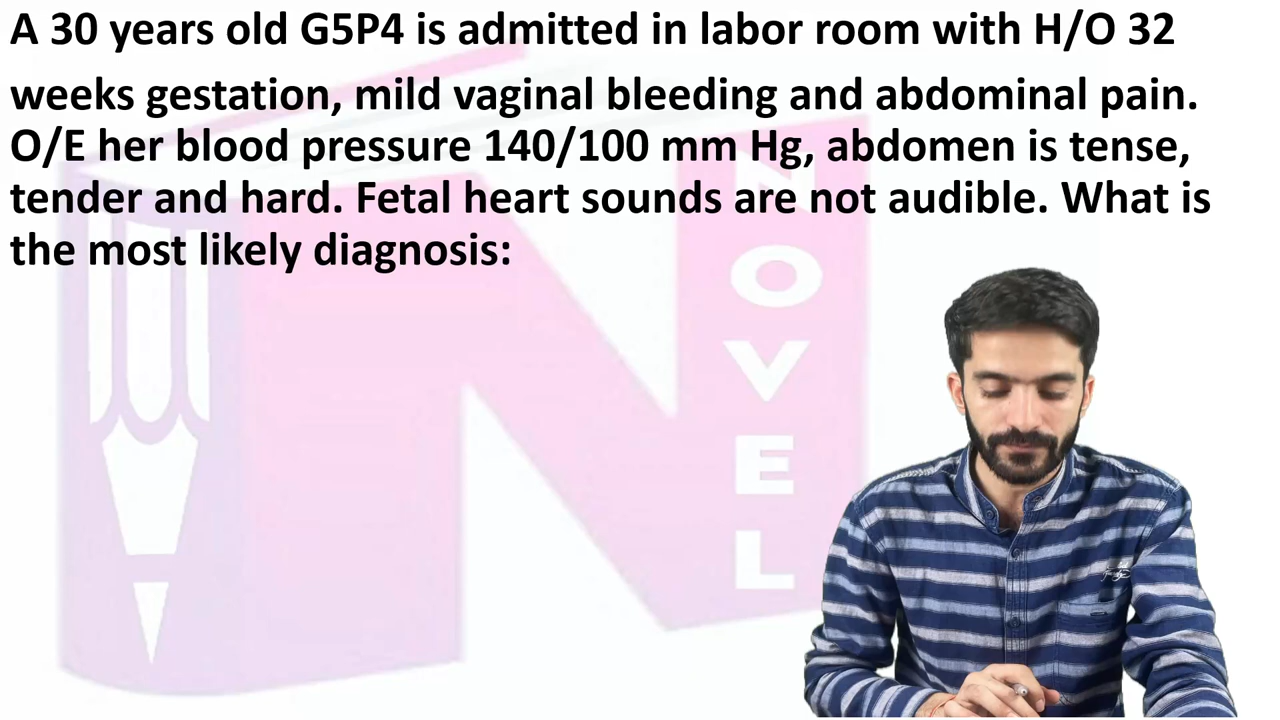 A 30 years old G5P4 is admitted in labor room with H/O 32
weeks gestation, mild vaginal bleeding and abdominal pain.
O/E her blood pressure 140/100 mm Hg, abdomen is tense,
tender and hard. Fetal heart sounds are not audible. What is
the most likely diagnosis:
N
O
V
E
L